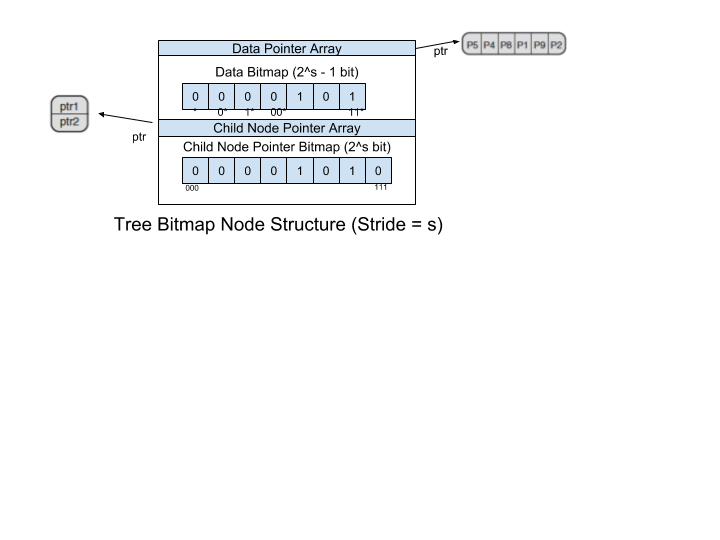 Data Pointer Array
ptr
P5 P4 P8 P1 P9 P2
Data Bitmap (2^s - 1 bit)
0 0 0 0 1 0 1
* 0* 1* 00* 11*
ptr1
ptr2
ptr
Child Node Pointer Array
Child Node Pointer Bitmap (2^s bit)
0 0 0 0 1 0 1 0
000 111
Tree Bitmap Node Structure (Stride = s)